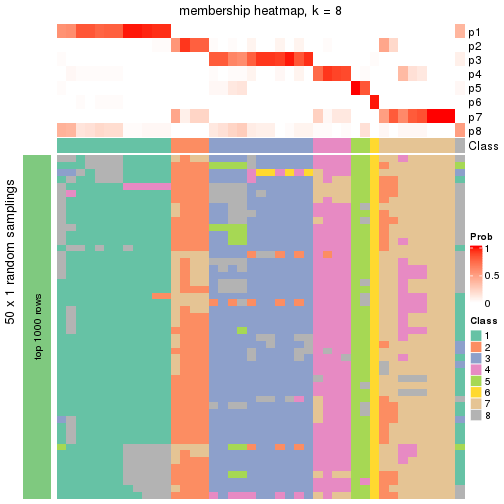 membership heatmap, k = 8
p1
p2
p3
p4
p5
p6
p7
p8
Class
50 x 1 random samplings
top 1000 rows
Prob
1
0.5
0
Class
1
2
3
4
5
6
7
8